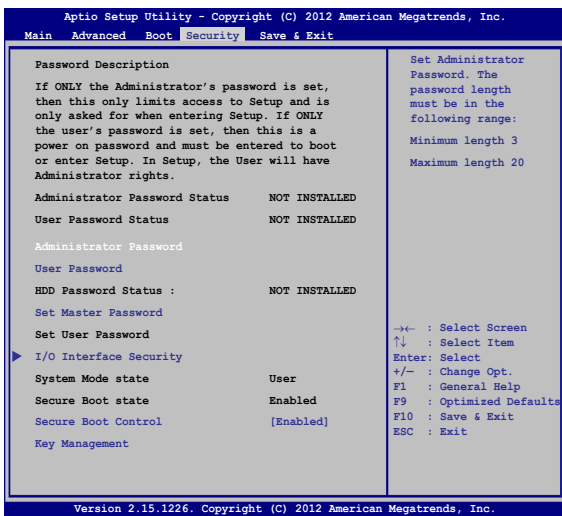 Aptio Setup Utility - Copyright (C) 2012 American Megatrends, Inc.
Main Advanced Boot Security Save & Exit
Password Description
If ONLY the Administrator's password is set,
then this only limits access to Setup and is
only asked for when entering Setup. If ONLY
the user's password is set, then this is a
power on password and must be entered to boot
or enter Setup. In Setup, the User will have
Administrator rights.
Administrator Password Status NOT INSTALLED
User Password Status NOT INSTALLED
Administrator Password
User Password
HDD Password Status : NOT INSTALLED
Set Master Password
Set User Password
I/O Interface Security
System Mode state User
Secure Boot state Enabled
Secure Boot Control [Enabled]
Key Management
Set Administrator
Password. The
password length
must be in the
following range:
Minimum length 3
Maximum length 20
→← : Select Screen
↑↓ : Select Item
Enter: Select
+/— : Change Opt.
F1 : General Help
F9 : Optimized Defaults
F10 : Save & Exit
ESC : Exit
Version 2.15.1226. Copyright (C) 2012 American Megatrends, Inc.